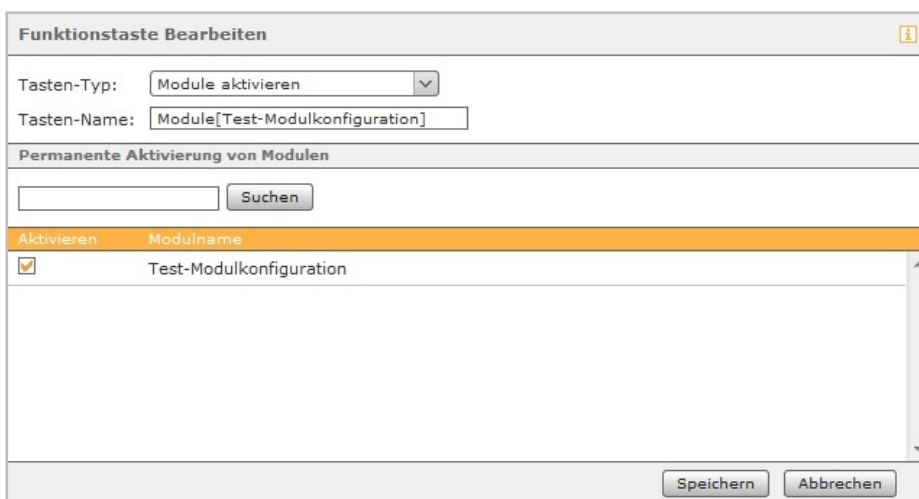 Funktionstaste Bearbeiten
Tasten-Typ: Module aktivieren
Tasten-Name: Module[Test-Modulkonfiguration]
Permanente Aktivierung von Modulen
Suchen
Aktivieren Modulname
Test-Modulkonfiguration
Speichern Abbrechen